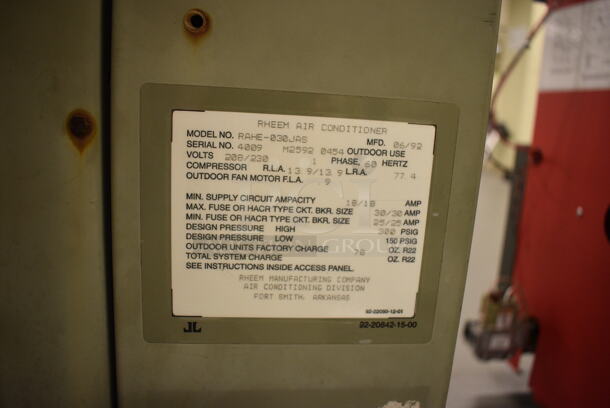 RHEEM AIR CONDITIONER
MODEL NO. RAHE-030JAS MFD. 06/92
SERIAL NO. 4009 M2592 0454 OUTDOOR USE
VOLTS 208/230 1 PHASE, 60 HERTZ
COMPRESSOR R.L.A. 13.9/13.9 L.R.A. 77.4
OUTDOOR FAN MOTOR F.L.A. .9
MIN. SUPPLY CIRCUIT AMPACITY 18/18 AMP
MAX. FUSE OR HACR TYPE CKT. BKR. SIZE 30/30 AMP
MIN. FUSE OR HACR TYPE CKT. BKR. SIZE 25/25 AMP
DESIGN PRESSURE HIGH 300 PSIG
DESIGN PRESSURE LOW 150 PSIG
OUTDOOR UNITS FACTORY CHARGE 78 OZ. R22
TOTAL SYSTEM CHARGE OZ. R22
SEE INSTRUCTIONS INSIDE ACCESS PANEL.
RHEEM MANUFACTURING COMPANY
AIR CONDITIONING DIVISION
FORT SMITH, ARKANSAS
92-20842-15-00
GROUP